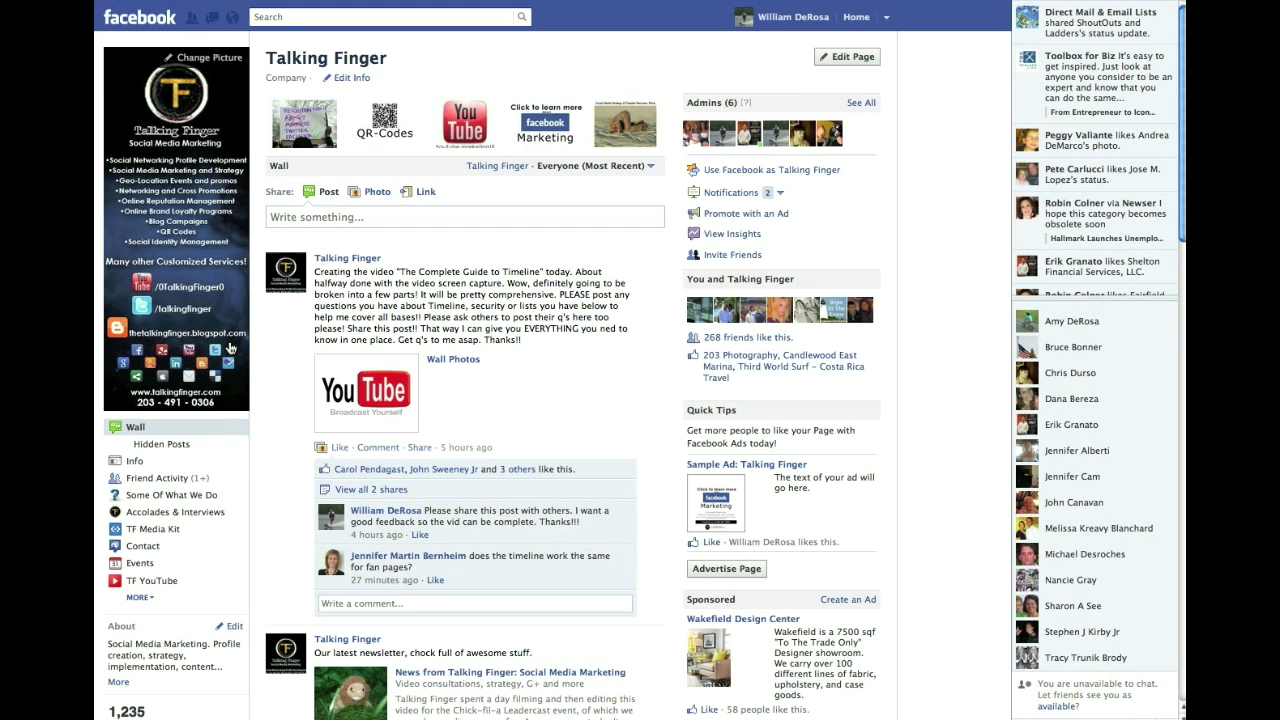 facebook
Search
William DeRosa
Home
Change Picture
Talking Finger
Social Media Marketing
•Social Networking Profile Development
•Social Media Marketing and Strategy
•Geo-Location Events and promos
•Networking and Cross Promotions
•Online Reputation Management
•Online Brand Loyalty Programs
•Blog Campaigns
•QR Codes
•Social Identity Management
Many other Customized Services!
/0TalkingFinger0
/talkingfinger
thetalkingfinger.blogspot.com
www.talkingfinger.com
203 - 491 - 0306
Wall
Hidden Posts
Info
Friend Activity (1+)
Some Of What We Do
Accolades & Interviews
TF Media Kit
Contact
Events
TF YouTube
MORE
About
Edit
Social Media Marketing. Profile
creation, strategy,
implementation, content...
More
1,235
Talking Finger
Company ·
Edit Info
Edit Page
QR-Codes
You
Tube
Click to learn more
facebook
Marketing
Wall
Talking Finger · Everyone (Most Recent)
Share:
Post
Photo
Link
Write something...
Talking Finger
Creating the video "The Complete Guide to Timeline" today. About
halfway done with the video screen capture. Wow, definitely going to be
broken into a few parts! It will be pretty comprehensive. PLEASE post any
questions you have about Timeline, security or lists you have below to
help me cover all bases!! Please ask others to post their q's here too
please! Share this post!! That way I can give you EVERYTHING you ned to
know in one place. Get q's to me asap. Thanks!!
You Tube
Broadcast Yourself
Wall Photos
Like · Comment · Share · 5 hours ago
Carol Pendagast, John Sweeney Jr and 3 others like this.
View all 2 shares
William DeRosa Please share this post with others. I want a
good feedback so the vid can be complete. Thanks!!!
4 hours ago · Like
Jennifer Martin Bernheim does the timeline work the same
for fan pages?
27 minutes ago · Like
Write a comment...
Talking Finger
Our latest newsletter, chock full of awesome stuff.
News from Talking Finger: Social Media Marketing
Video consultations, strategy, G+ and more
Talking Finger spent a day filming and then editing this
video for the Chick-fil-a Leadercast event, of which we
Admins (6) [?]
See All
Use Facebook as Talking Finger
Notifications 2
Promote with an Ad
View Insights
Invite Friends
You and Talking Finger
268 friends like this.
203 Photography, Candlewood East
Marina, Third World Surf - Costa Rica
Travel
Quick Tips
Get more people to like your Page with
Facebook Ads today!
Sample Ad: Talking Finger
The text of your ad will
go here.
Click to learn more
facebook
Marketing
Like · William DeRosa likes this.
Advertise Page
Sponsored
Create an Ad
Wakefield Design Center
Wakefield is a 7500 sqf
"To The Trade Only"
Designer showroom.
We carry over 100
different lines of fabric,
upholstery, and case
goods.
Like · 58 people like this.
Direct Mail & Email Lists
shared ShoutOuts and
Ladders's status update.
Toolbox for Biz It's easy to
get inspired. Just look at
anyone you consider to be an
expert and know that you
can do the same...
From Entrepreneur to Icon...
Peggy Valiante likes Andrea
DeMarco's photo.
Pete Carlucci likes Jose M.
Lopez's status.
Robin Colner via Newser I
hope this category becomes
obsolete soon
Hallmark Launches Unemplo...
Erik Granato likes Shelton
Financial Services, LLC.
Robin Colner likes Fairfield
Amy DeRosa
Bruce Bonner
Chris Durso
Dana Bereza
Erik Granato
Jennifer Alberti
Jennifer Cam
John Canavan
Melissa Kreavy Blanchard
Michael Desroches
Nancie Gray
Sharon A See
Stephen J Kirby Jr
Tracy Trunik Brody
You are unavailable to chat.
Let friends see you as
available?